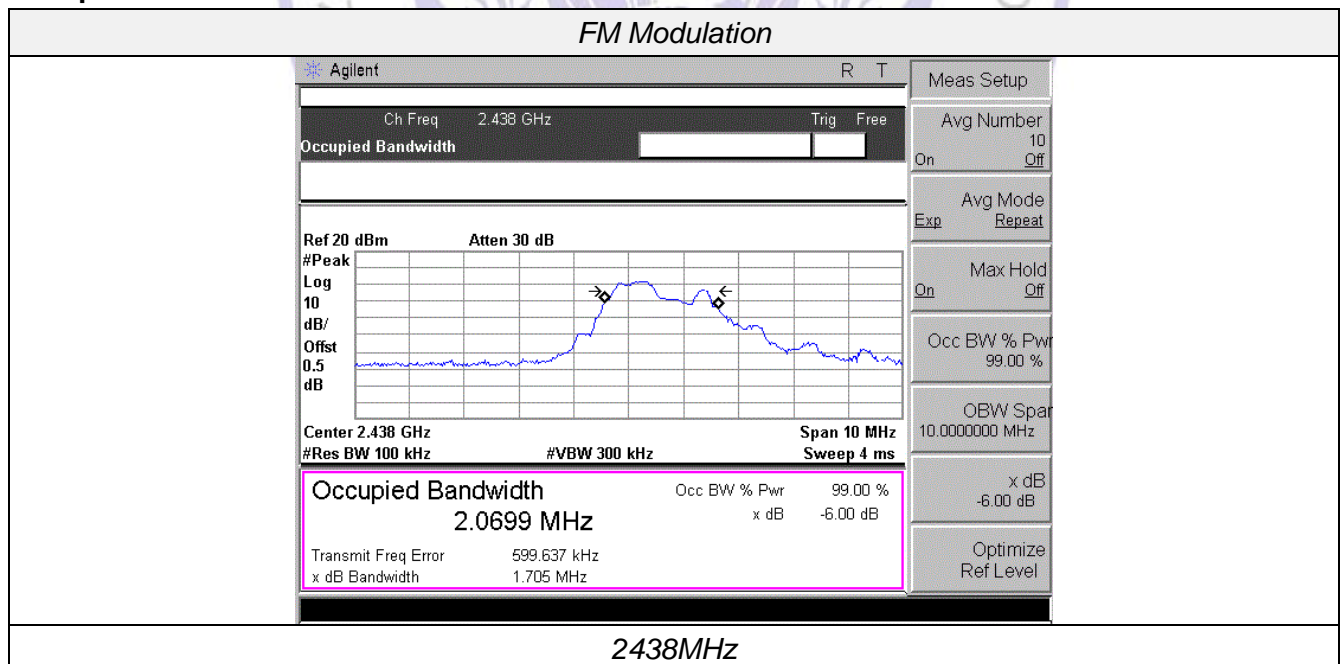 FM Modulation
Agilent R T
Meas Setup
Ch Freq 2.438 GHz Trig Free
Occupied Bandwidth
Avg Number
10
On Off
Avg Mode
Exp Repeat
Max Hold
On Off
Occ BW % Pwr
99.00 %
OBW Span
10.0000000 MHz
x dB
-6.00 dB
Optimize
Ref Level
Ref 20 dBm Atten 30 dB
#Peak
Log
10
dB/
Offst
0.5
dB
Center 2.438 GHz Span 10 MHz
#Res BW 100 kHz #VBW 300 kHz Sweep 4 ms
Occupied Bandwidth Occ BW % Pwr 99.00 %
2.0699 MHz x dB -6.00 dB
Transmit Freq Error 599.637 kHz
x dB Bandwidth 1.705 MHz
2438MHz